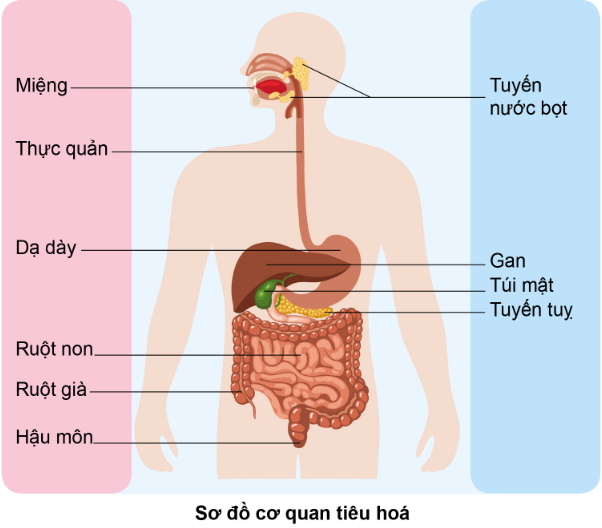 Miệng
Thực quản
Dạ dày
Ruột non
Ruột già
Hậu môn
Tuyến
nước bọt
Gan
Túi mật
Tuyến tuỵ
Sơ đồ cơ quan tiêu hoá